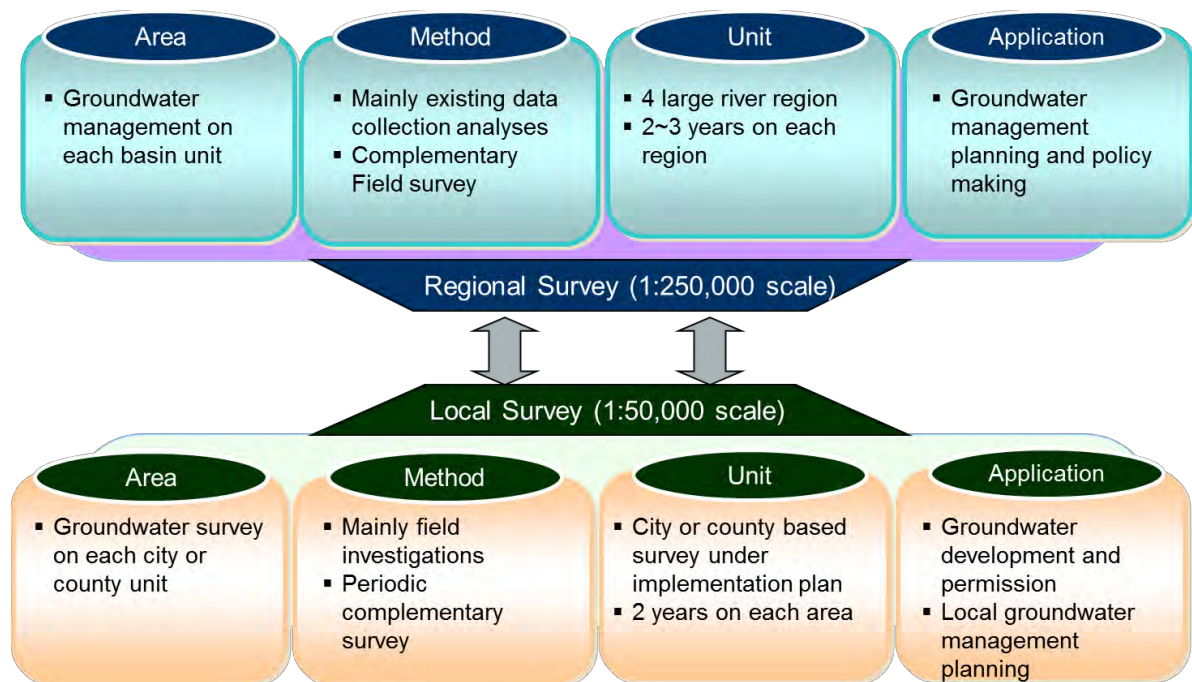 Area
▪ Groundwater
management on
each basin unit
Method
▪ Mainly existing data
collection analyses
▪ Complementary
Field survey
Unit
▪ 4 large river region
▪ 2~3 years on each
region
Application
▪ Groundwater
management
planning and policy
making
Regional Survey (1:250,000 scale)
Local Survey (1:50,000 scale)
Area
▪ Groundwater survey
on each city or
county unit
Method
▪ Mainly field
investigations
▪ Periodic
complementary
survey
Unit
▪ City or county based
survey under
implementation plan
▪ 2 years on each area
Application
▪ Groundwater
development and
permission
▪ Local groundwater
management
planning